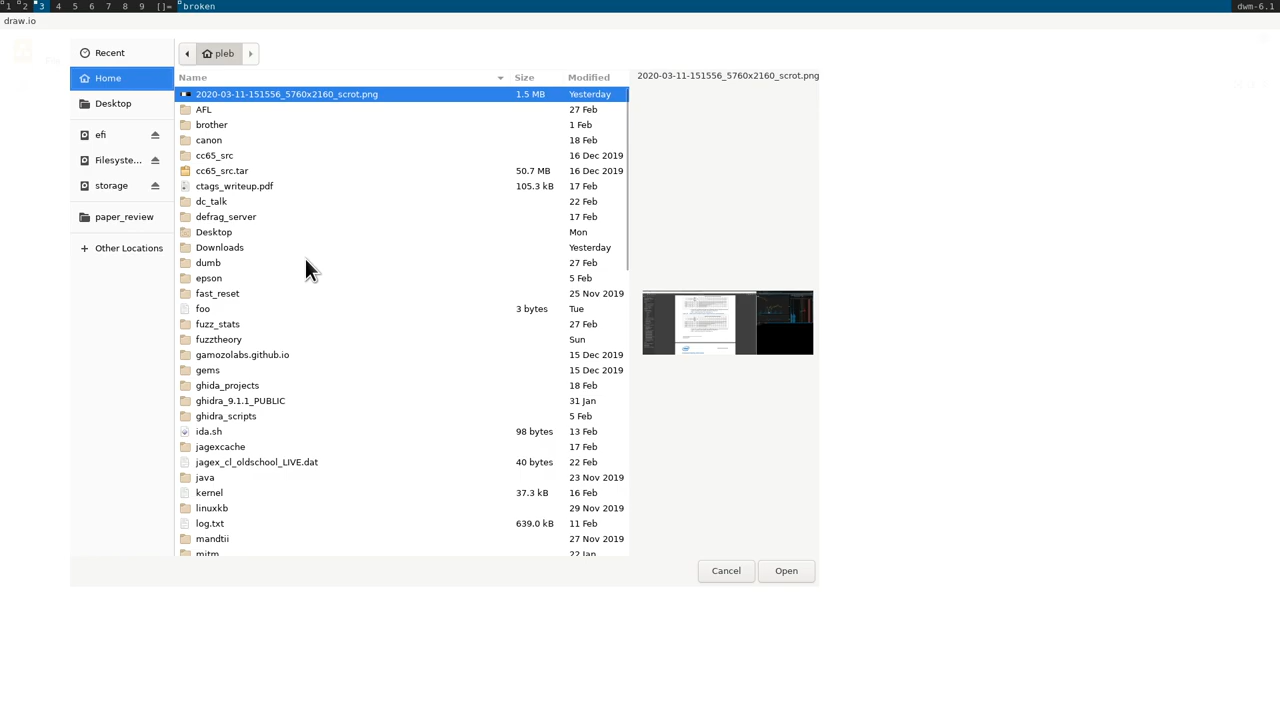 1 2 3 4 5 6 7 8 9 []= broken dwm-6.1
draw.io
Recent
Home
Desktop
efi
Filesyste...
storage
paper_review
Other Locations
pleb
Name Size Modified
2020-03-11-151556_5760x2160_scrot.png 1.5 MB Yesterday
AFL 27 Feb
brother 1 Feb
canon 18 Feb
cc65_src 16 Dec 2019
cc65_src.tar 50.7 MB 16 Dec 2019
ctags_writeup.pdf 105.3 kB 17 Feb
dc_talk 22 Feb
defrag_server 17 Feb
Desktop Mon
Downloads Yesterday
dumb 27 Feb
epson 5 Feb
fast_reset 25 Nov 2019
foo 3 bytes Tue
fuzz_stats 27 Feb
fuzztheory Sun
gamozolabs.github.io 15 Dec 2019
gems 15 Dec 2019
ghida_projects 18 Feb
ghidra_9.1.1_PUBLIC 31 Jan
ghidra_scripts 5 Feb
ida.sh 98 bytes 13 Feb
jagexcache 17 Feb
jagex_cl_oldschool_LIVE.dat 40 bytes 22 Feb
java 23 Nov 2019
kernel 37.3 kB 16 Feb
linuxkb 29 Nov 2019
log.txt 639.0 kB 11 Feb
mandtii 27 Nov 2019
mitm 22 Jan
2020-03-11-151556_5760x2160_scrot.png
Cancel Open